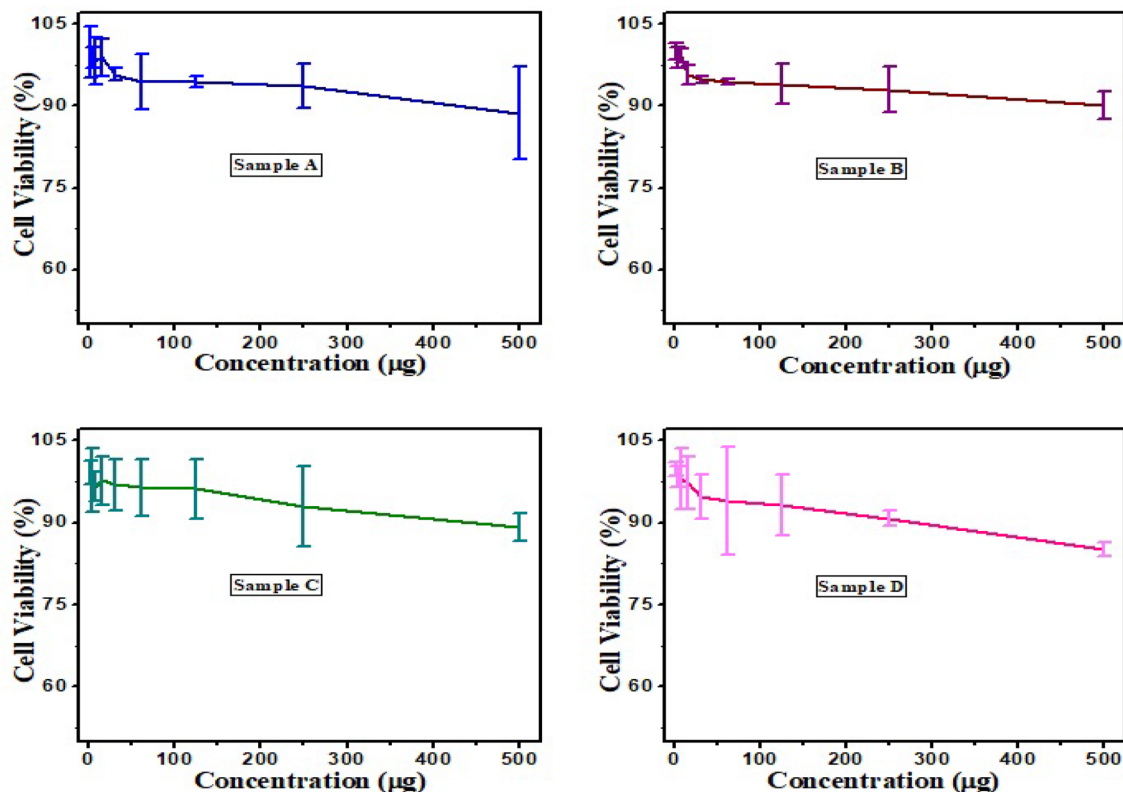 105
90
75
60
Cell Viability (%)
Sample A
0 100 200 300 400 500
Concentration (μg)
105
90
75
60
Cell Viability (%)
Sample B
0 100 200 300 400 500
Concentration (μg)
105
90
75
60
Cell Viability (%)
Sample C
0 100 200 300 400 500
Concentration (μg)
105
90
75
60
Cell Viability (%)
Sample D
0 100 200 300 400 500
Concentration (μg)